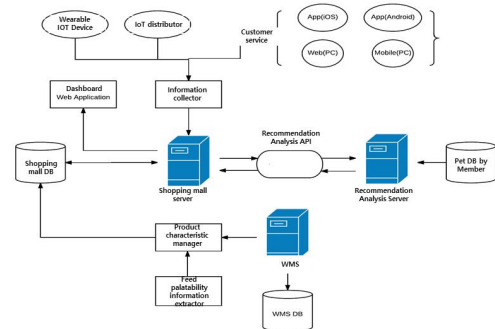 Wearable
IOT Device
IoT distributor
Customer
service
App(iOS)
App(Android)
Web(PC)
Mobile(PC)
Dashboard
Web Application
Information
collector
Shopping
mall DB
Shopping mall
server
Recommendation
Analysis API
Recommendation
Analysis Server
Pet DB by
Member
Product
characteristic
manager
WMS
Feed
palatability
information
extractor
WMS DB